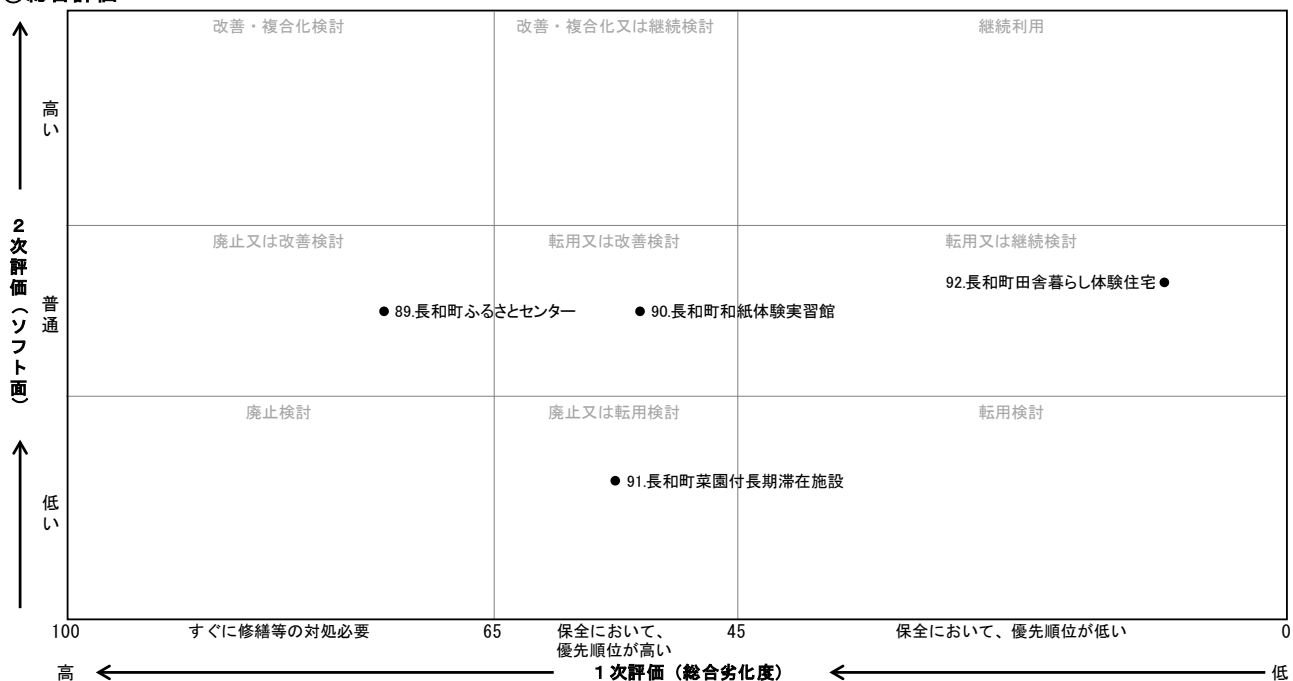 改善・複合化検討
改善・複合化又は継続検討
継続利用
高い
2次評価(ソフト面)
廃止又は改善検討
転用又は改善検討
転用又は継続検討
92.長和町田舎暮らし体験住宅
普通
89.長和町ふるさとセンター
90.長和町和紙体験実習館
廃止検討
廃止又は転用検討
転用検討
91.長和町菜園付長期滞在施設
低い
100
すぐに修繕等の対処必要
65
保全において、
優先順位が高い
45
保全において、優先順位が低い
0
高
1次評価(総合劣化度)
低